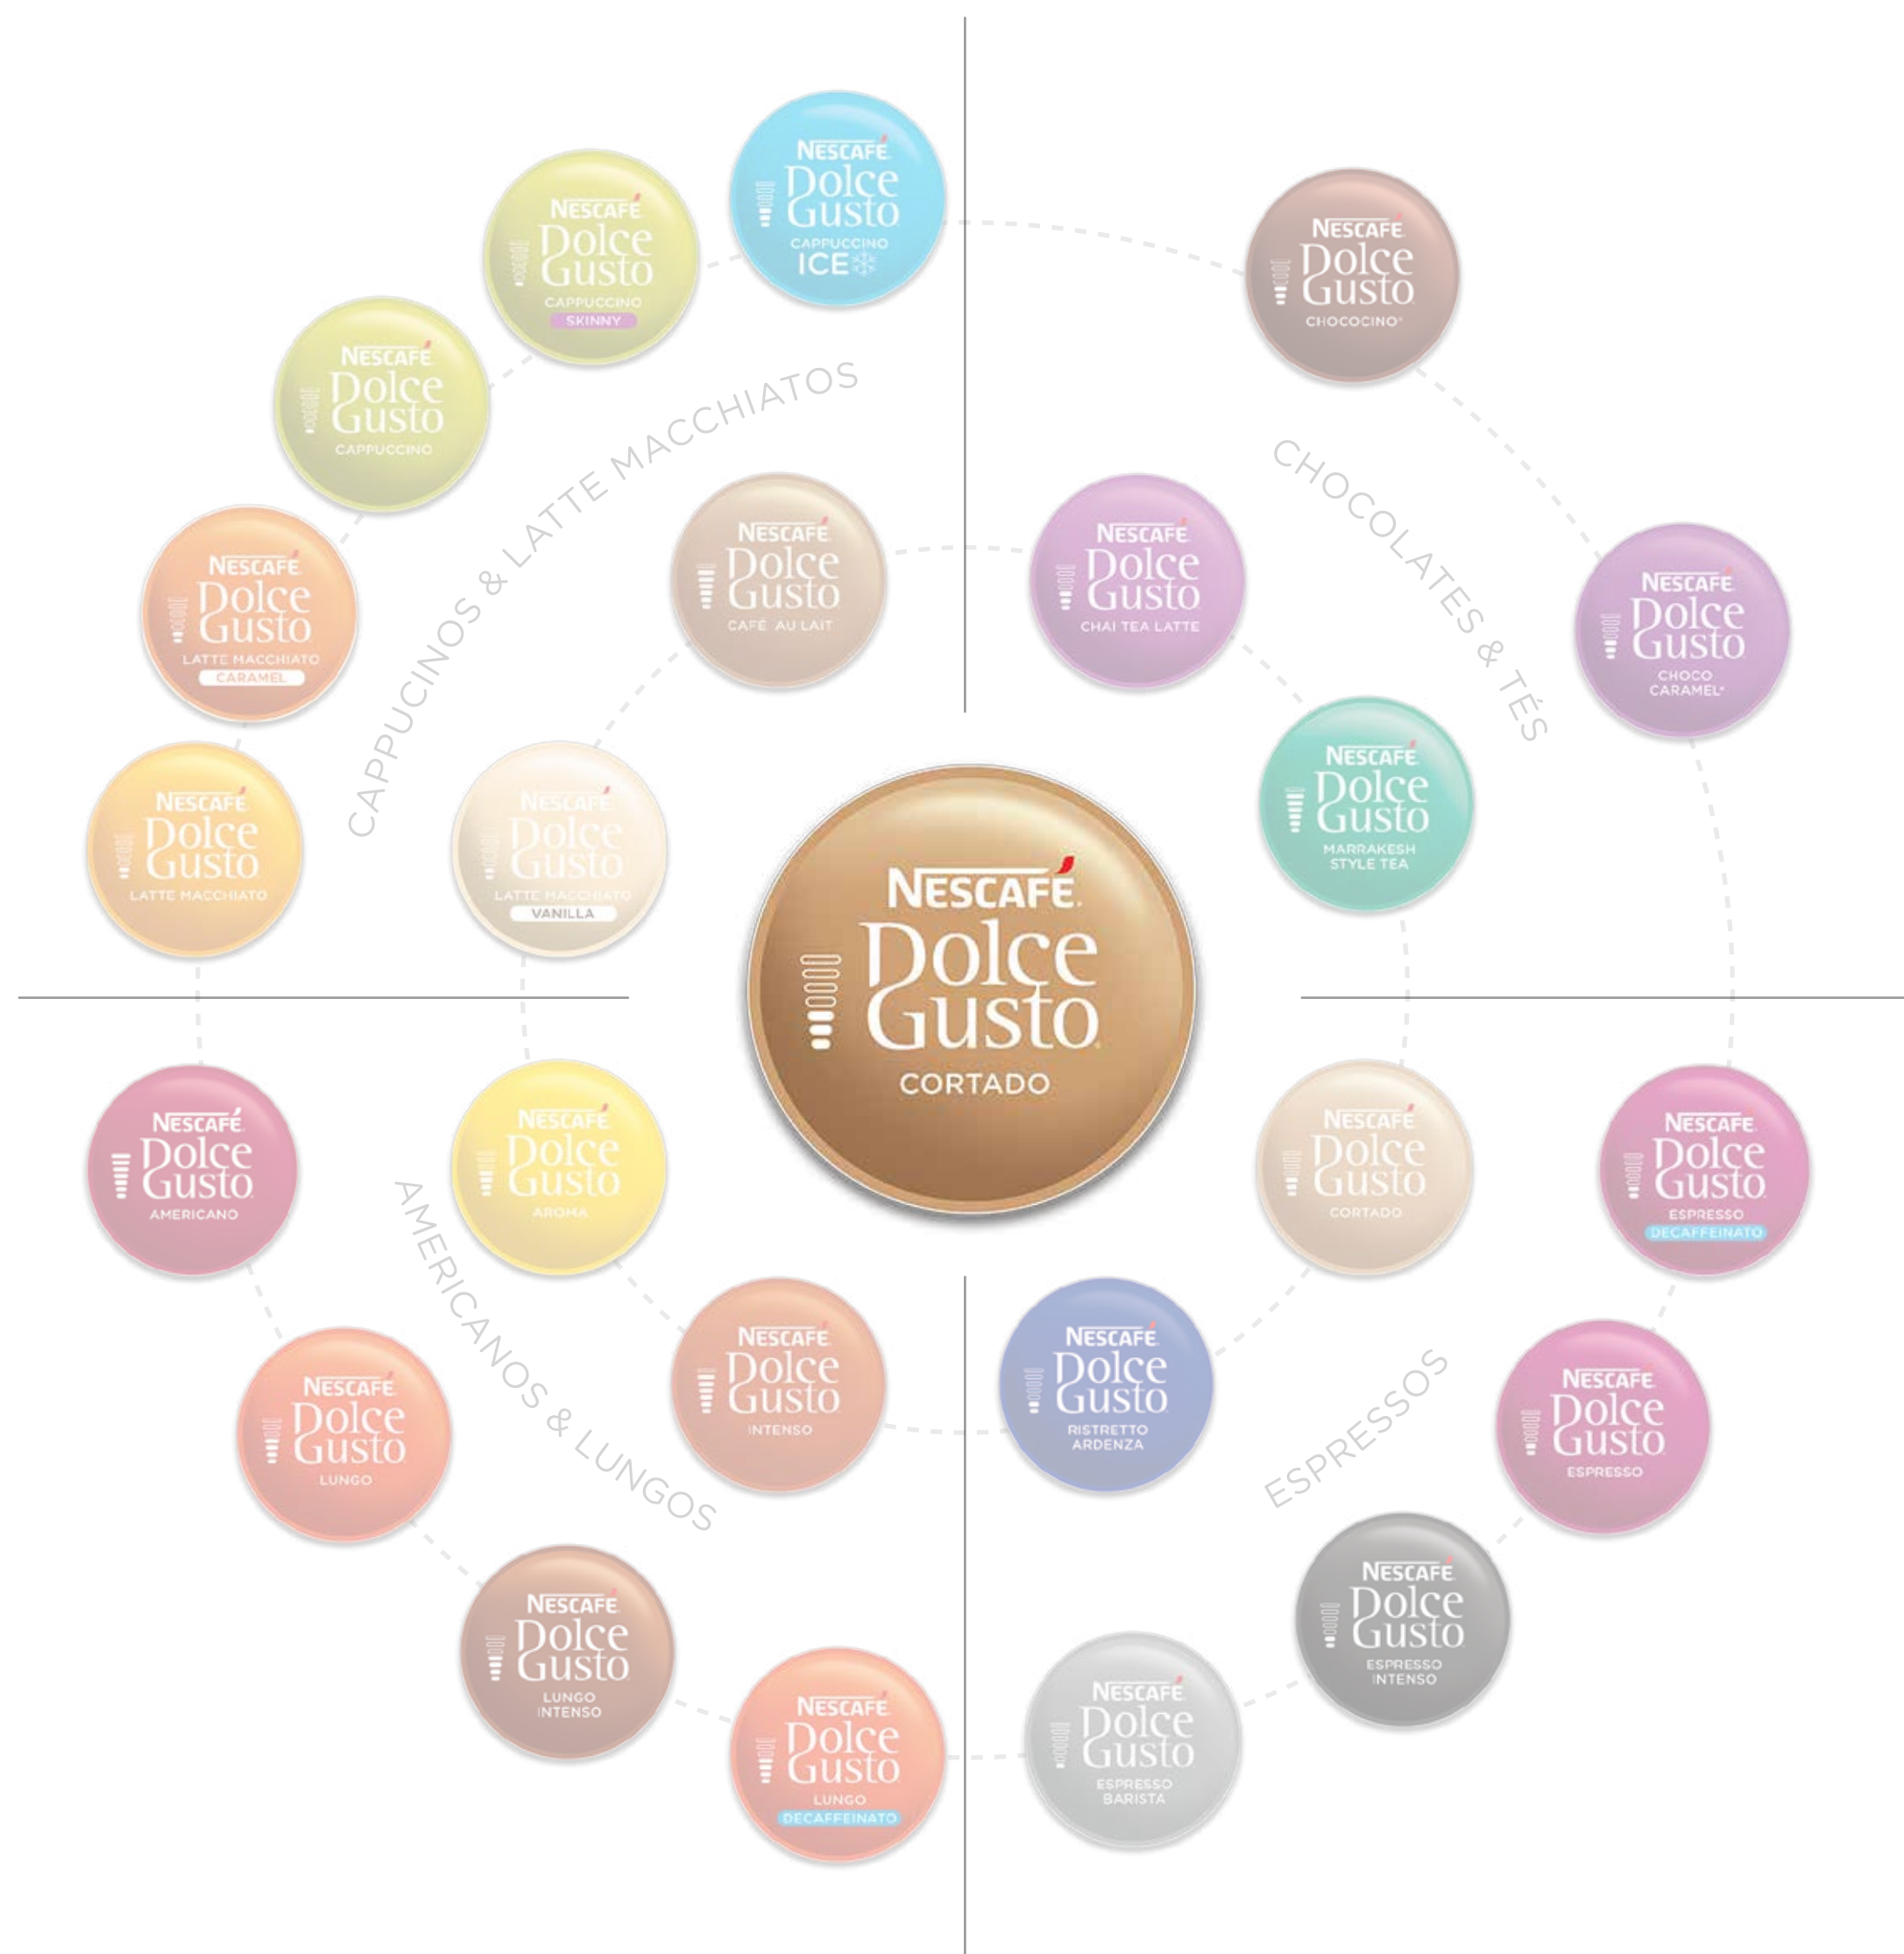 NESCAFÉ
Dolce
Gusto
CAPPUCCINO
ICE
NESCAFÉ
Dolce
Gusto
CAPPUCCINO
SKINNY
NESCAFÉ
Dolce
Gusto
CAPPUCCINO
NESCAFÉ
Dolce
Gusto
LATTE MACCHIATO
CARAMEL
NESCAFÉ
Dolce
Gusto
LATTE MACCHIATO
CAPPUCINOS & LATTE MACCHIATOS
NESCAFÉ
Dolce
Gusto
CAFÉ AU LAIT
NESCAFÉ
Dolce
Gusto
LATTE MACCHIATO
VANILLA
NESCAFÉ
Dolce
Gusto
CHOCOCINO®
NESCAFÉ
Dolce
Gusto
CHOCO
CARAMEL*
CHOCOLATES & TÉS
NESCAFÉ
Dolce
Gusto
CHAI TEA LATTE
NESCAFÉ
Dolce
Gusto
MARRAKESH
STYLE TEA
NESCAFÉ.
Dolce
Gusto
CORTADO
NESCAFÉ
Dolce
Gusto
AMERICANO
NESCAFÉ
Dolce
Gusto
AROMA
AMERICANOS & LUNGOS
NESCAFÉ
Dolce
Gusto
LUNGO
NESCAFÉ
Dolce
Gusto
INTENSO
NESCAFÉ
Dolce
Gusto
LUNGO
INTENSO
NESCAFÉ
Dolce
Gusto
LUNGO
DECAFFEINATO
NESCAFÉ
Dolce
Gusto
CORTADO
NESCAFÉ
Dolce
Gusto
ESPRESSO
DECAFFEINATO
NESCAFÉ
Dolce
Gusto
RISTRETTO
ARDENZA
ESPRESSOS
NESCAFÉ
Dolce
Gusto
ESPRESSO
NESCAFÉ
Dolce
Gusto
ESPRESSO
INTENSO
NESCAFÉ
Dolce
Gusto
ESPRESSO
BARISTA